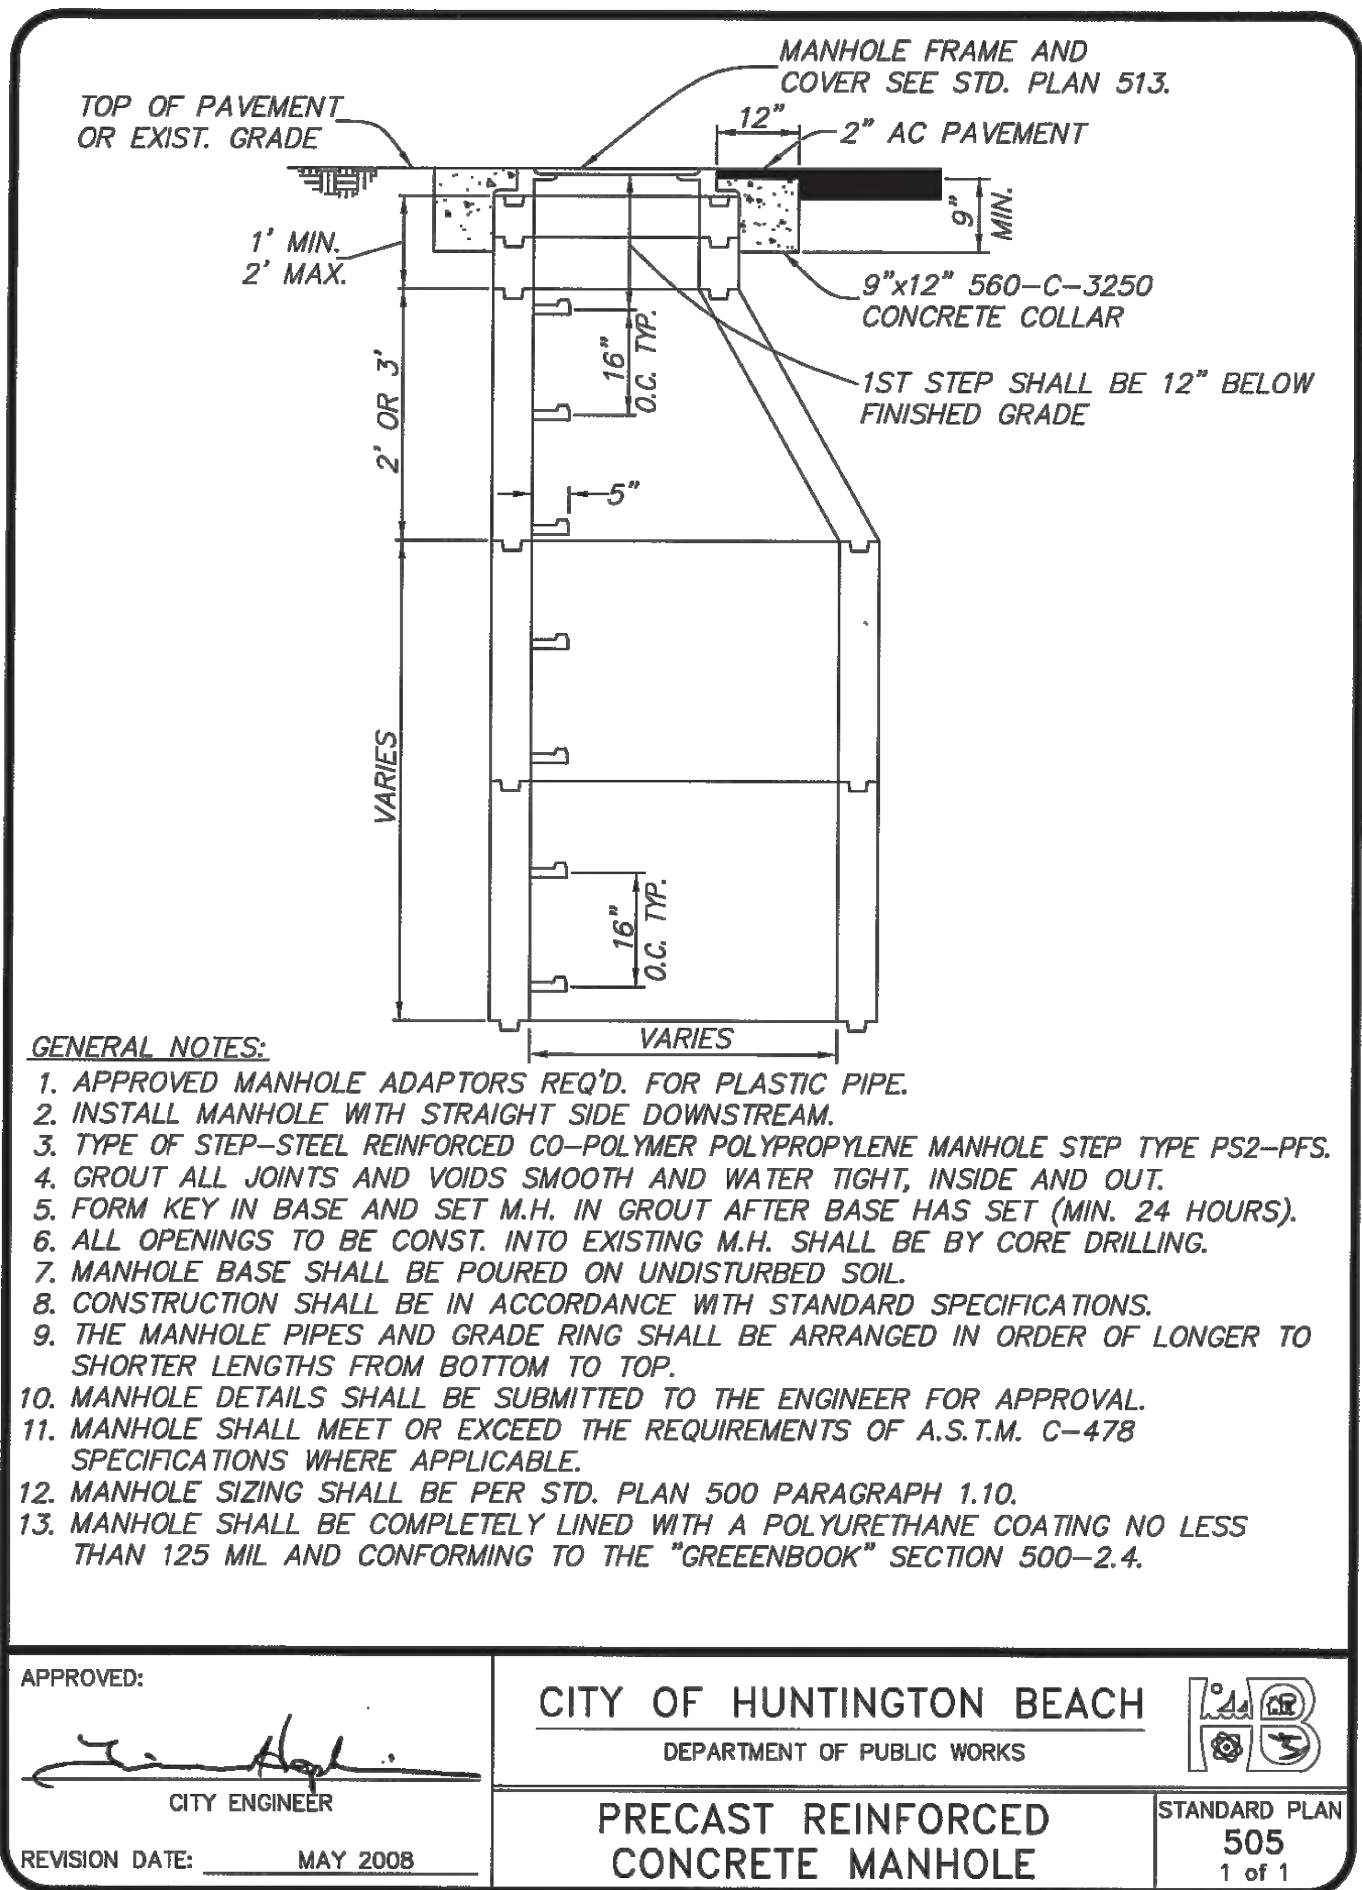 MANHOLE FRAME AND
COVER SEE STD. PLAN 513.
TOP OF PAVEMENT
OR EXIST. GRADE
12"
2" AC PAVEMENT
9"
MIN.
1' MIN.
2' MAX.
9"x12" 560-C-3250
CONCRETE COLLAR
16"
O.C. TYP.
1ST STEP SHALL BE 12" BELOW
FINISHED GRADE
2' OR 3'
5"
VARIES
16"
O.C. TYP.
VARIES
GENERAL NOTES:
1. APPROVED MANHOLE ADAPTORS REQ'D. FOR PLASTIC PIPE.
2. INSTALL MANHOLE WITH STRAIGHT SIDE DOWNSTREAM.
3. TYPE OF STEP-STEEL REINFORCED CO-POLYMER POLYPROPYLENE MANHOLE STEP TYPE PS2-PFS.
4. GROUT ALL JOINTS AND VOIDS SMOOTH AND WATER TIGHT, INSIDE AND OUT.
5. FORM KEY IN BASE AND SET M.H. IN GROUT AFTER BASE HAS SET (MIN. 24 HOURS).
6. ALL OPENINGS TO BE CONST. INTO EXISTING M.H. SHALL BE BY CORE DRILLING.
7. MANHOLE BASE SHALL BE POURED ON UNDISTURBED SOIL.
8. CONSTRUCTION SHALL BE IN ACCORDANCE WITH STANDARD SPECIFICATIONS.
9. THE MANHOLE PIPES AND GRADE RING SHALL BE ARRANGED IN ORDER OF LONGER TO
SHORTER LENGTHS FROM BOTTOM TO TOP.
10. MANHOLE DETAILS SHALL BE SUBMITTED TO THE ENGINEER FOR APPROVAL.
11. MANHOLE SHALL MEET OR EXCEED THE REQUIREMENTS OF A.S.T.M. C-478
SPECIFICATIONS WHERE APPLICABLE.
12. MANHOLE SIZING SHALL BE PER STD. PLAN 500 PARAGRAPH 1.10.
13. MANHOLE SHALL BE COMPLETELY LINED WITH A POLYURETHANE COATING NO LESS
THAN 125 MIL AND CONFORMING TO THE "GREEENBOOK" SECTION 500-2.4.
APPROVED:
CITY ENGINEER
REVISION DATE: MAY 2008
CITY OF HUNTINGTON BEACH
DEPARTMENT OF PUBLIC WORKS
PRECAST REINFORCED
CONCRETE MANHOLE
STANDARD PLAN
505
1 of 1